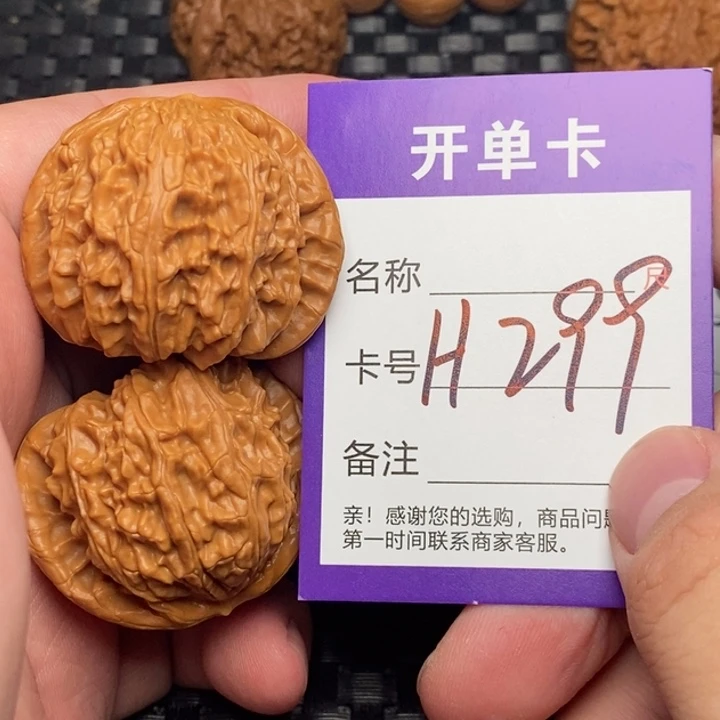 开单卡
名称
卡号 H299
备注
亲！感谢您的选购，商品问
第一时间联系商家客服。